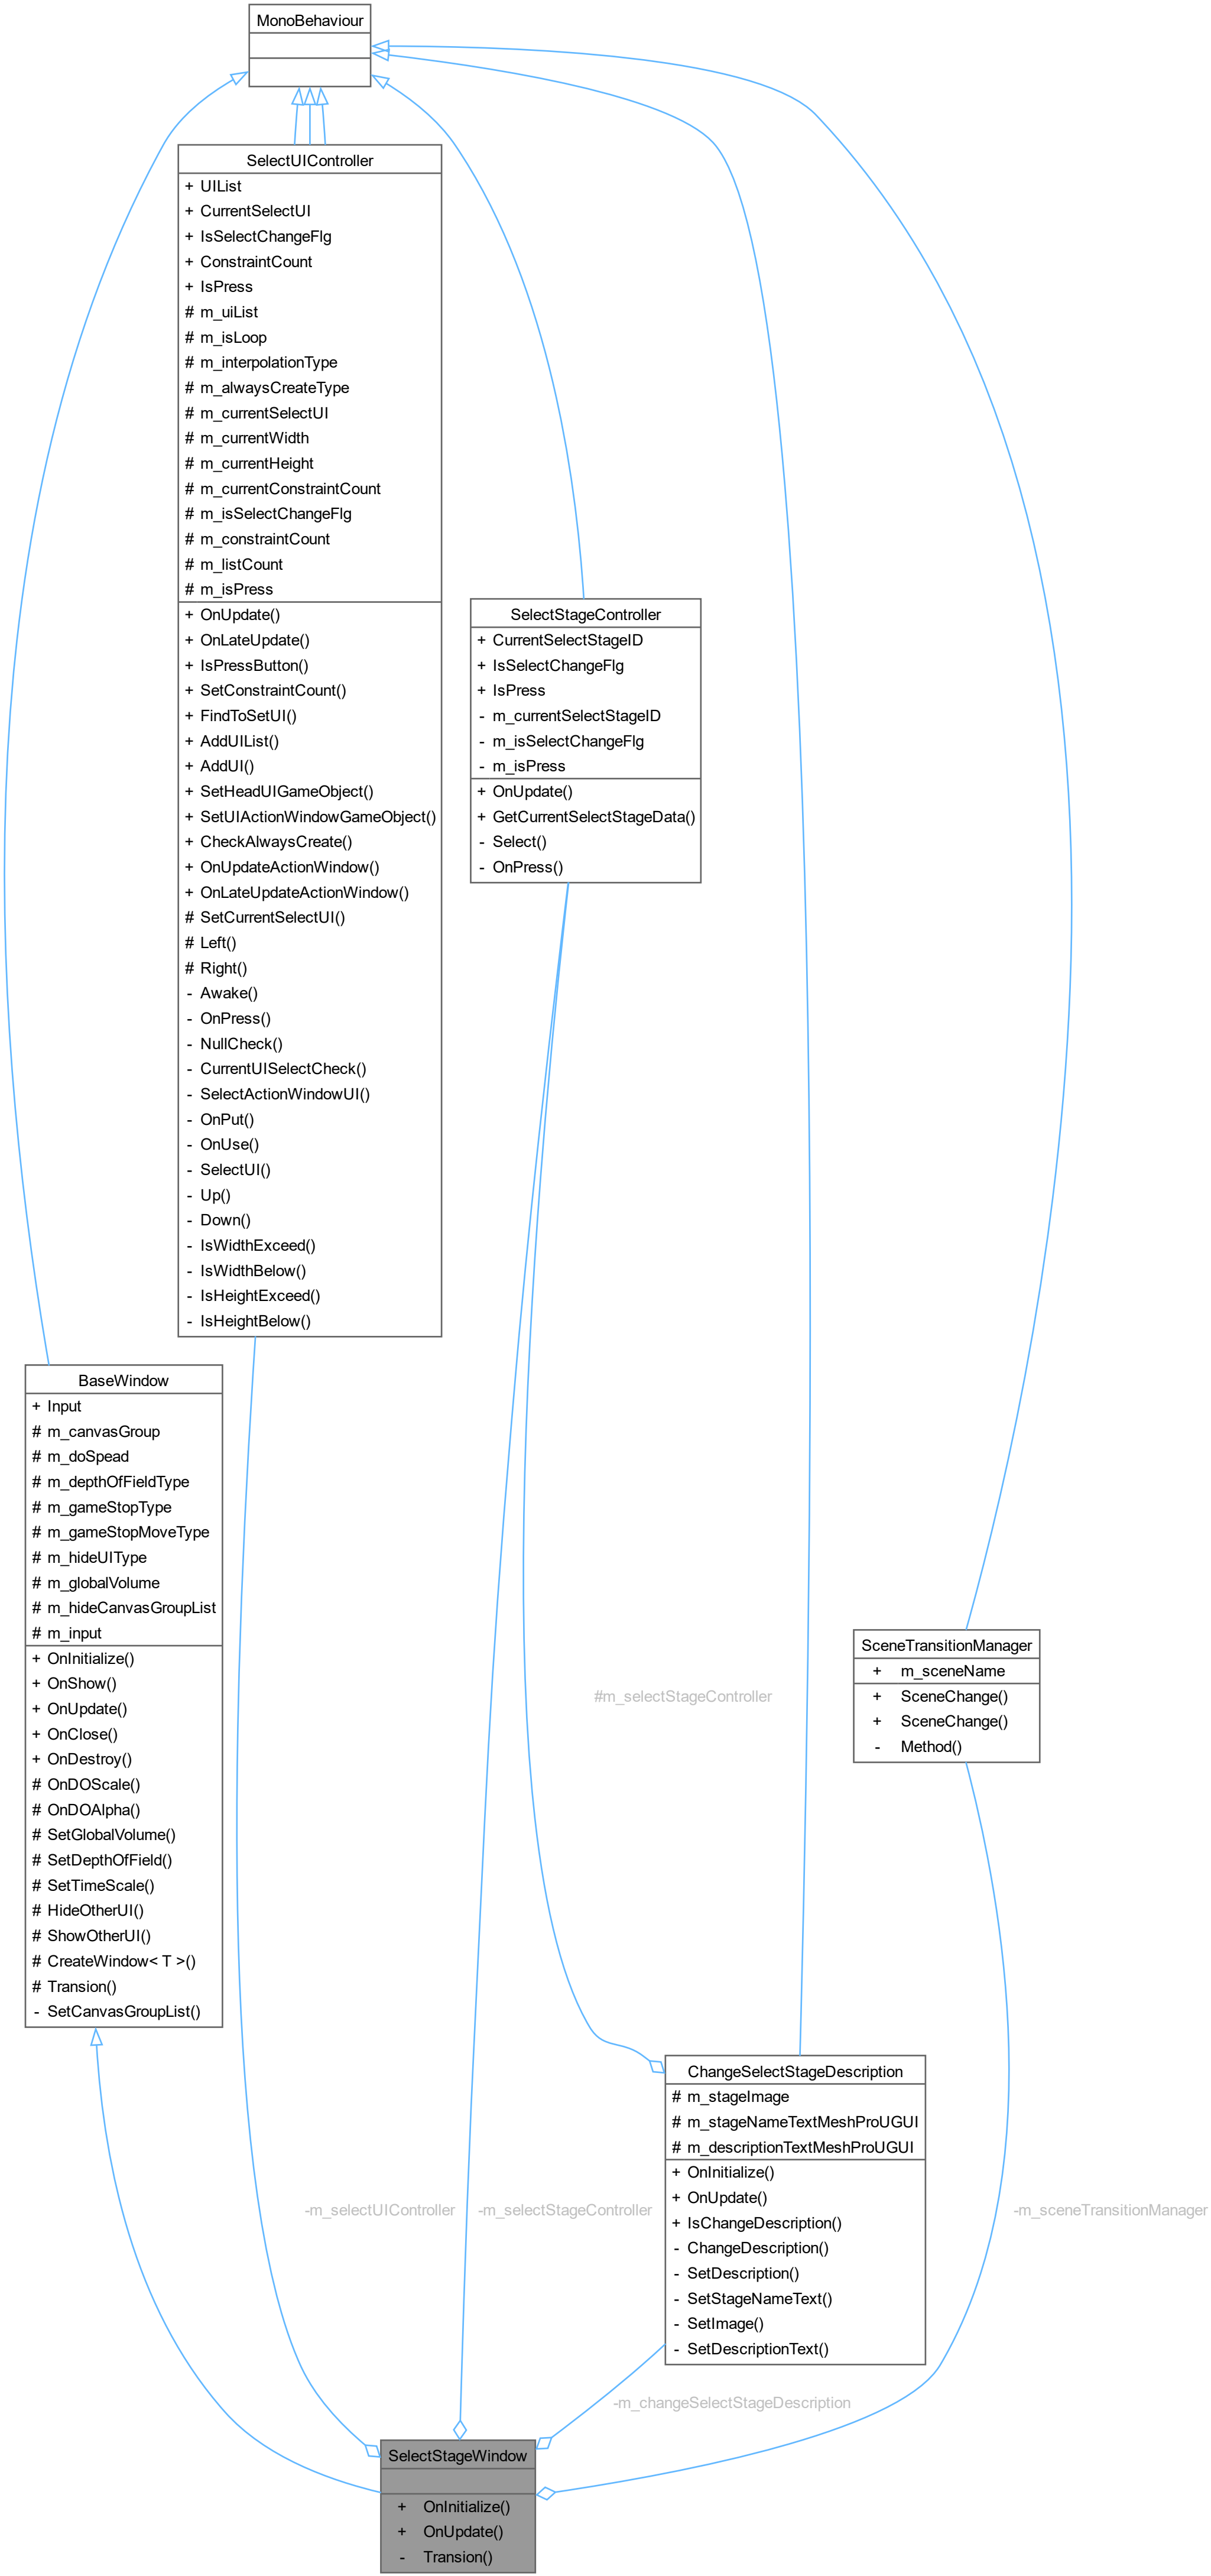 MonoBehaviour
SelectUIController
+ UIList
+ CurrentSelectUI
+ IsSelectChangeFlg
+ ConstraintCount
+ IsPress
# m_uiList
# m_isLoop
# m_interpolationType
# m_alwaysCreateType
# m_currentSelectUI
# m_currentWidth
# m_currentHeight
# m_currentConstraintCount
# m_isSelectChangeFlg
# m_constraintCount
# m_listCount
# m_isPress
+ OnUpdate()
+ OnLateUpdate()
+ IsPressButton()
+ SetConstraintCount()
+ FindToSetUI()
+ AddUIList()
+ AddUI()
+ SetHeadUIGameObject()
+ SetUIActionWindowGameObject()
+ CheckAlwaysCreate()
+ OnUpdateActionWindow()
+ OnLateUpdateActionWindow()
# SetCurrentSelectUI()
# Left()
# Right()
- Awake()
- OnPress()
- NullCheck()
- CurrentUISelectCheck()
- SelectActionWindowUI()
- OnPut()
- OnUse()
- SelectUI()
- Up()
- Down()
- IsWidthExceed()
- IsWidthBelow()
- IsHeightExceed()
- IsHeightBelow()
SelectStageController
+ CurrentSelectStageID
+ IsSelectChangeFlg
+ IsPress
- m_currentSelectStageID
- m_isSelectChangeFlg
- m_isPress
+ OnUpdate()
+ GetCurrentSelectStageData()
- Select()
- OnPress()
BaseWindow
+ Input
# m_canvasGroup
# m_doSpead
# m_depthOfFieldType
# m_gameStopType
# m_gameStopMoveType
# m_hideUIType
# m_globalVolume
# m_hideCanvasGroupList
# m_input
+ OnInitialize()
+ OnShow()
+ OnUpdate()
+ OnClose()
+ OnDestroy()
# OnDOScale()
# OnDOAlpha()
# SetGlobalVolume()
# SetDepthOfField()
# SetTimeScale()
# HideOtherUI()
# ShowOtherUI()
# CreateWindow< T >()
# Transion()
- SetCanvasGroupList()
#m_selectStageController
SceneTransitionManager
+ m_sceneName
+ SceneChange()
+ SceneChange()
- Method()
ChangeSelectStageDescription
# m_stageImage
# m_stageNameTextMeshProUGUI
# m_descriptionTextMeshProUGUI
+ OnInitialize()
+ OnUpdate()
+ IsChangeDescription()
- ChangeDescription()
- SetDescription()
- SetStageNameText()
- SetImage()
- SetDescriptionText()
-m_selectUIController
-m_selectStageController
-m_sceneTransitionManager
-m_changeSelectStageDescription
SelectStageWindow
+ OnInitialize()
+ OnUpdate()
- Transion()